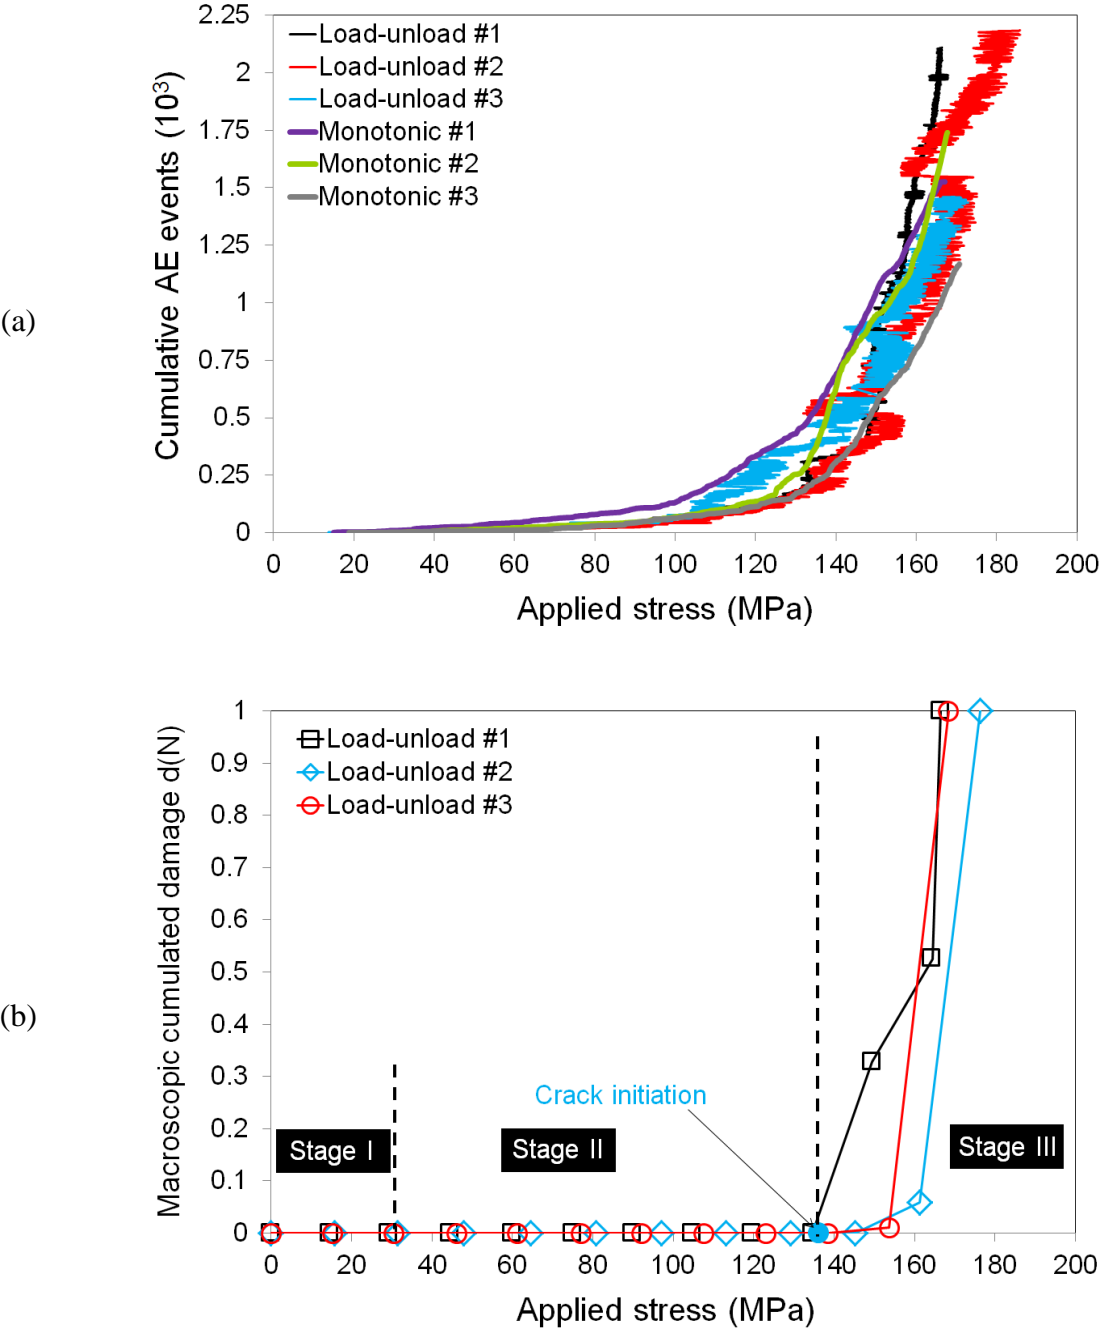 (a)
Cumulative AE events (10³)
2.25
2
1.75
1.5
1.25
1
0.75
0.5
0.25
0
Load-unload #1
Load-unload #2
Load-unload #3
Monotonic #1
Monotonic #2
Monotonic #3
0 20 40 60 80 100 120 140 160 180 200
Applied stress (MPa)
(b)
Macroscopic cumulated damage d(N)
1
0.9
0.8
0.7
0.6
0.5
0.4
0.3
0.2
0.1
0
Load-unload #1
Load-unload #2
Load-unload #3
Crack initiation
Stage I
Stage II
Stage III
0 20 40 60 80 100 120 140 160 180 200
Applied stress (MPa)